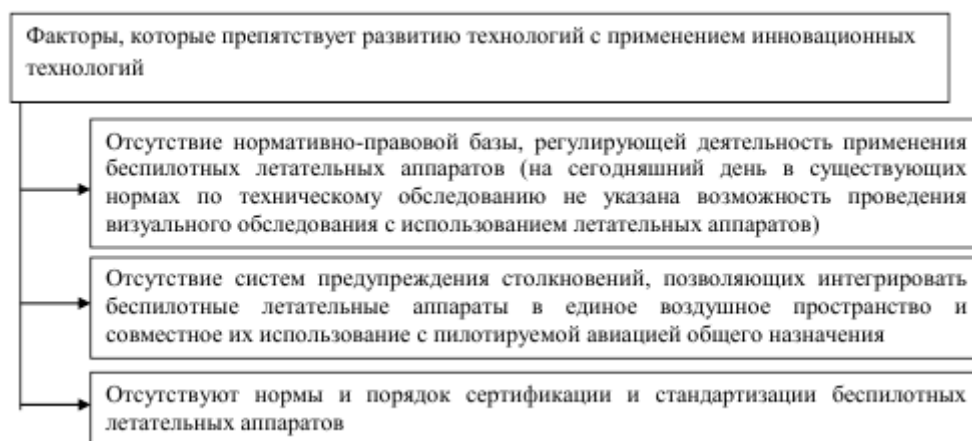 Факторы, которые препятствует развитию технологий с применением инновационных
технологий
Отсутствие нормативно-правовой базы, регулирующей деятельность применения
беспилотных летательных аппаратов (на сегодняшний день в существующих
нормах по техническому обследованию не указана возможность проведения
визуального обследования с использованием летательных аппаратов)
Отсутствие систем предупреждения столкновений, позволяющих интегрировать
беспилотные летательные аппараты в единое воздушное пространство и
совместное их использование с пилотируемой авиацией общего назначения
Отсутствуют нормы и порядок сертификации и стандартизации беспилотных
летательных аппаратов